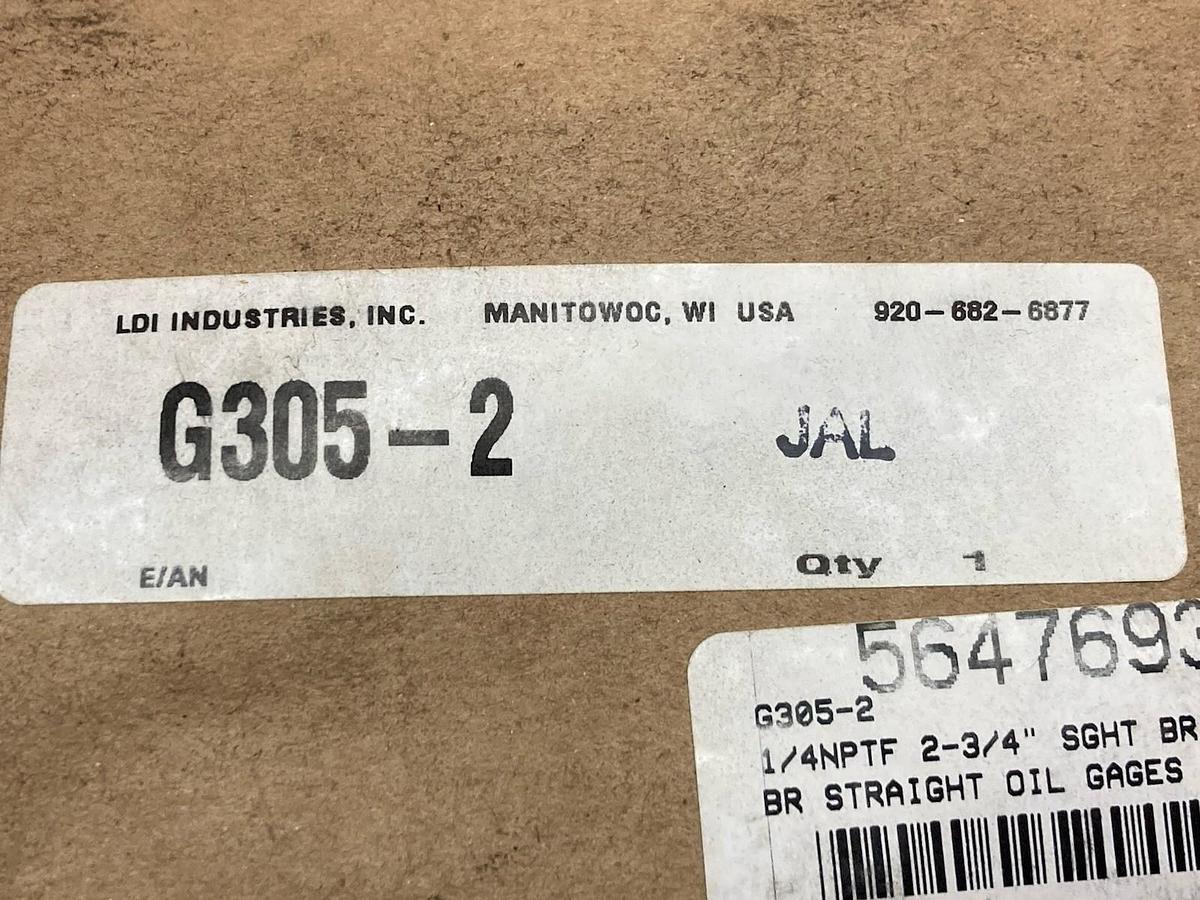 LDI INDUSTRIES, INC. MANITOWOC, WI USA 920-682-6877
G305-2 JAL
E/AN Qty 1
5647693
G305-2
1/4NPTF 2-3/4" SGHT BR
BR STRAIGHT OIL GAGES